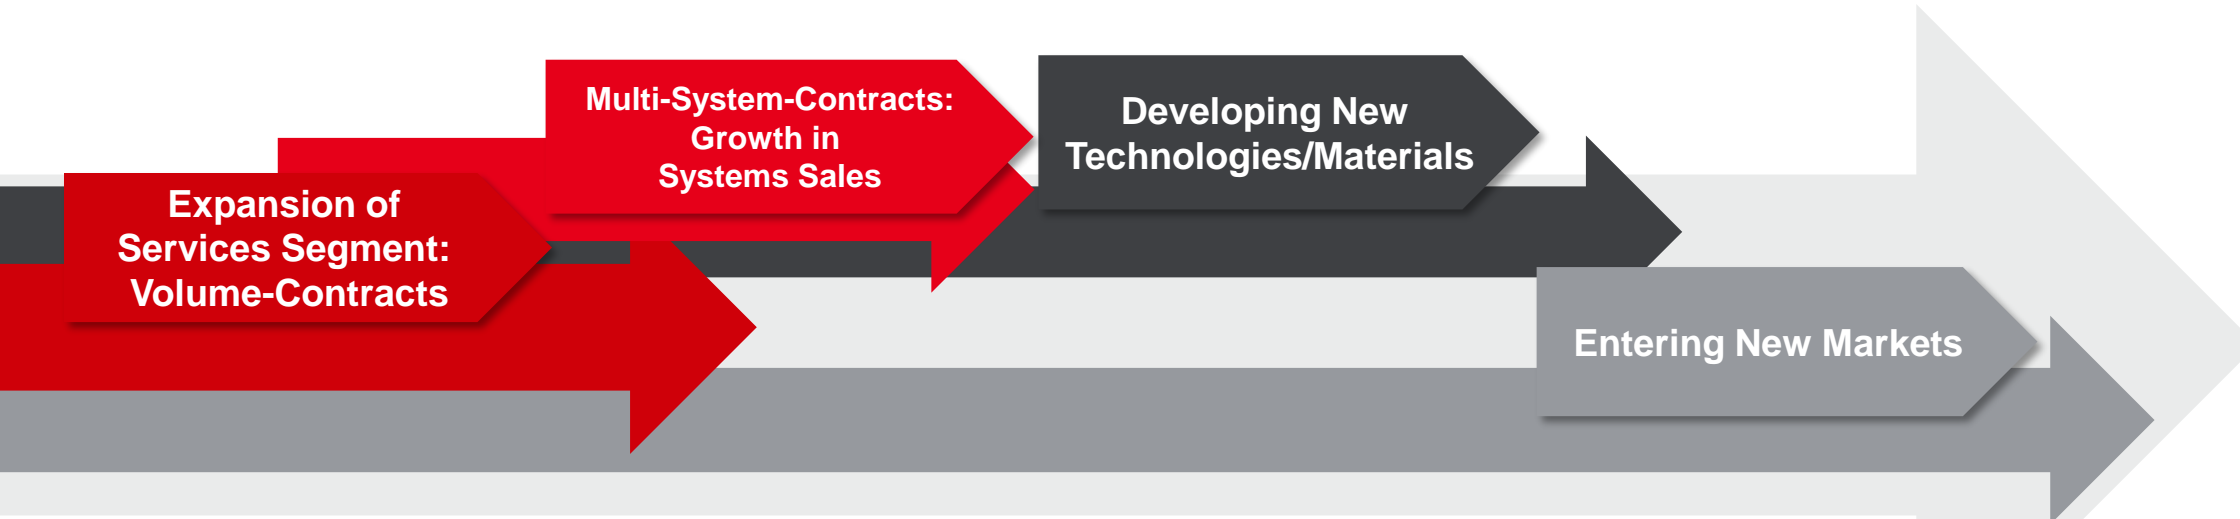 Expansion of
Services Segment:
Volume-Contracts
Multi-System-Contracts:
Growth in
Systems Sales
Developing New
Technologies/Materials
Entering New Markets